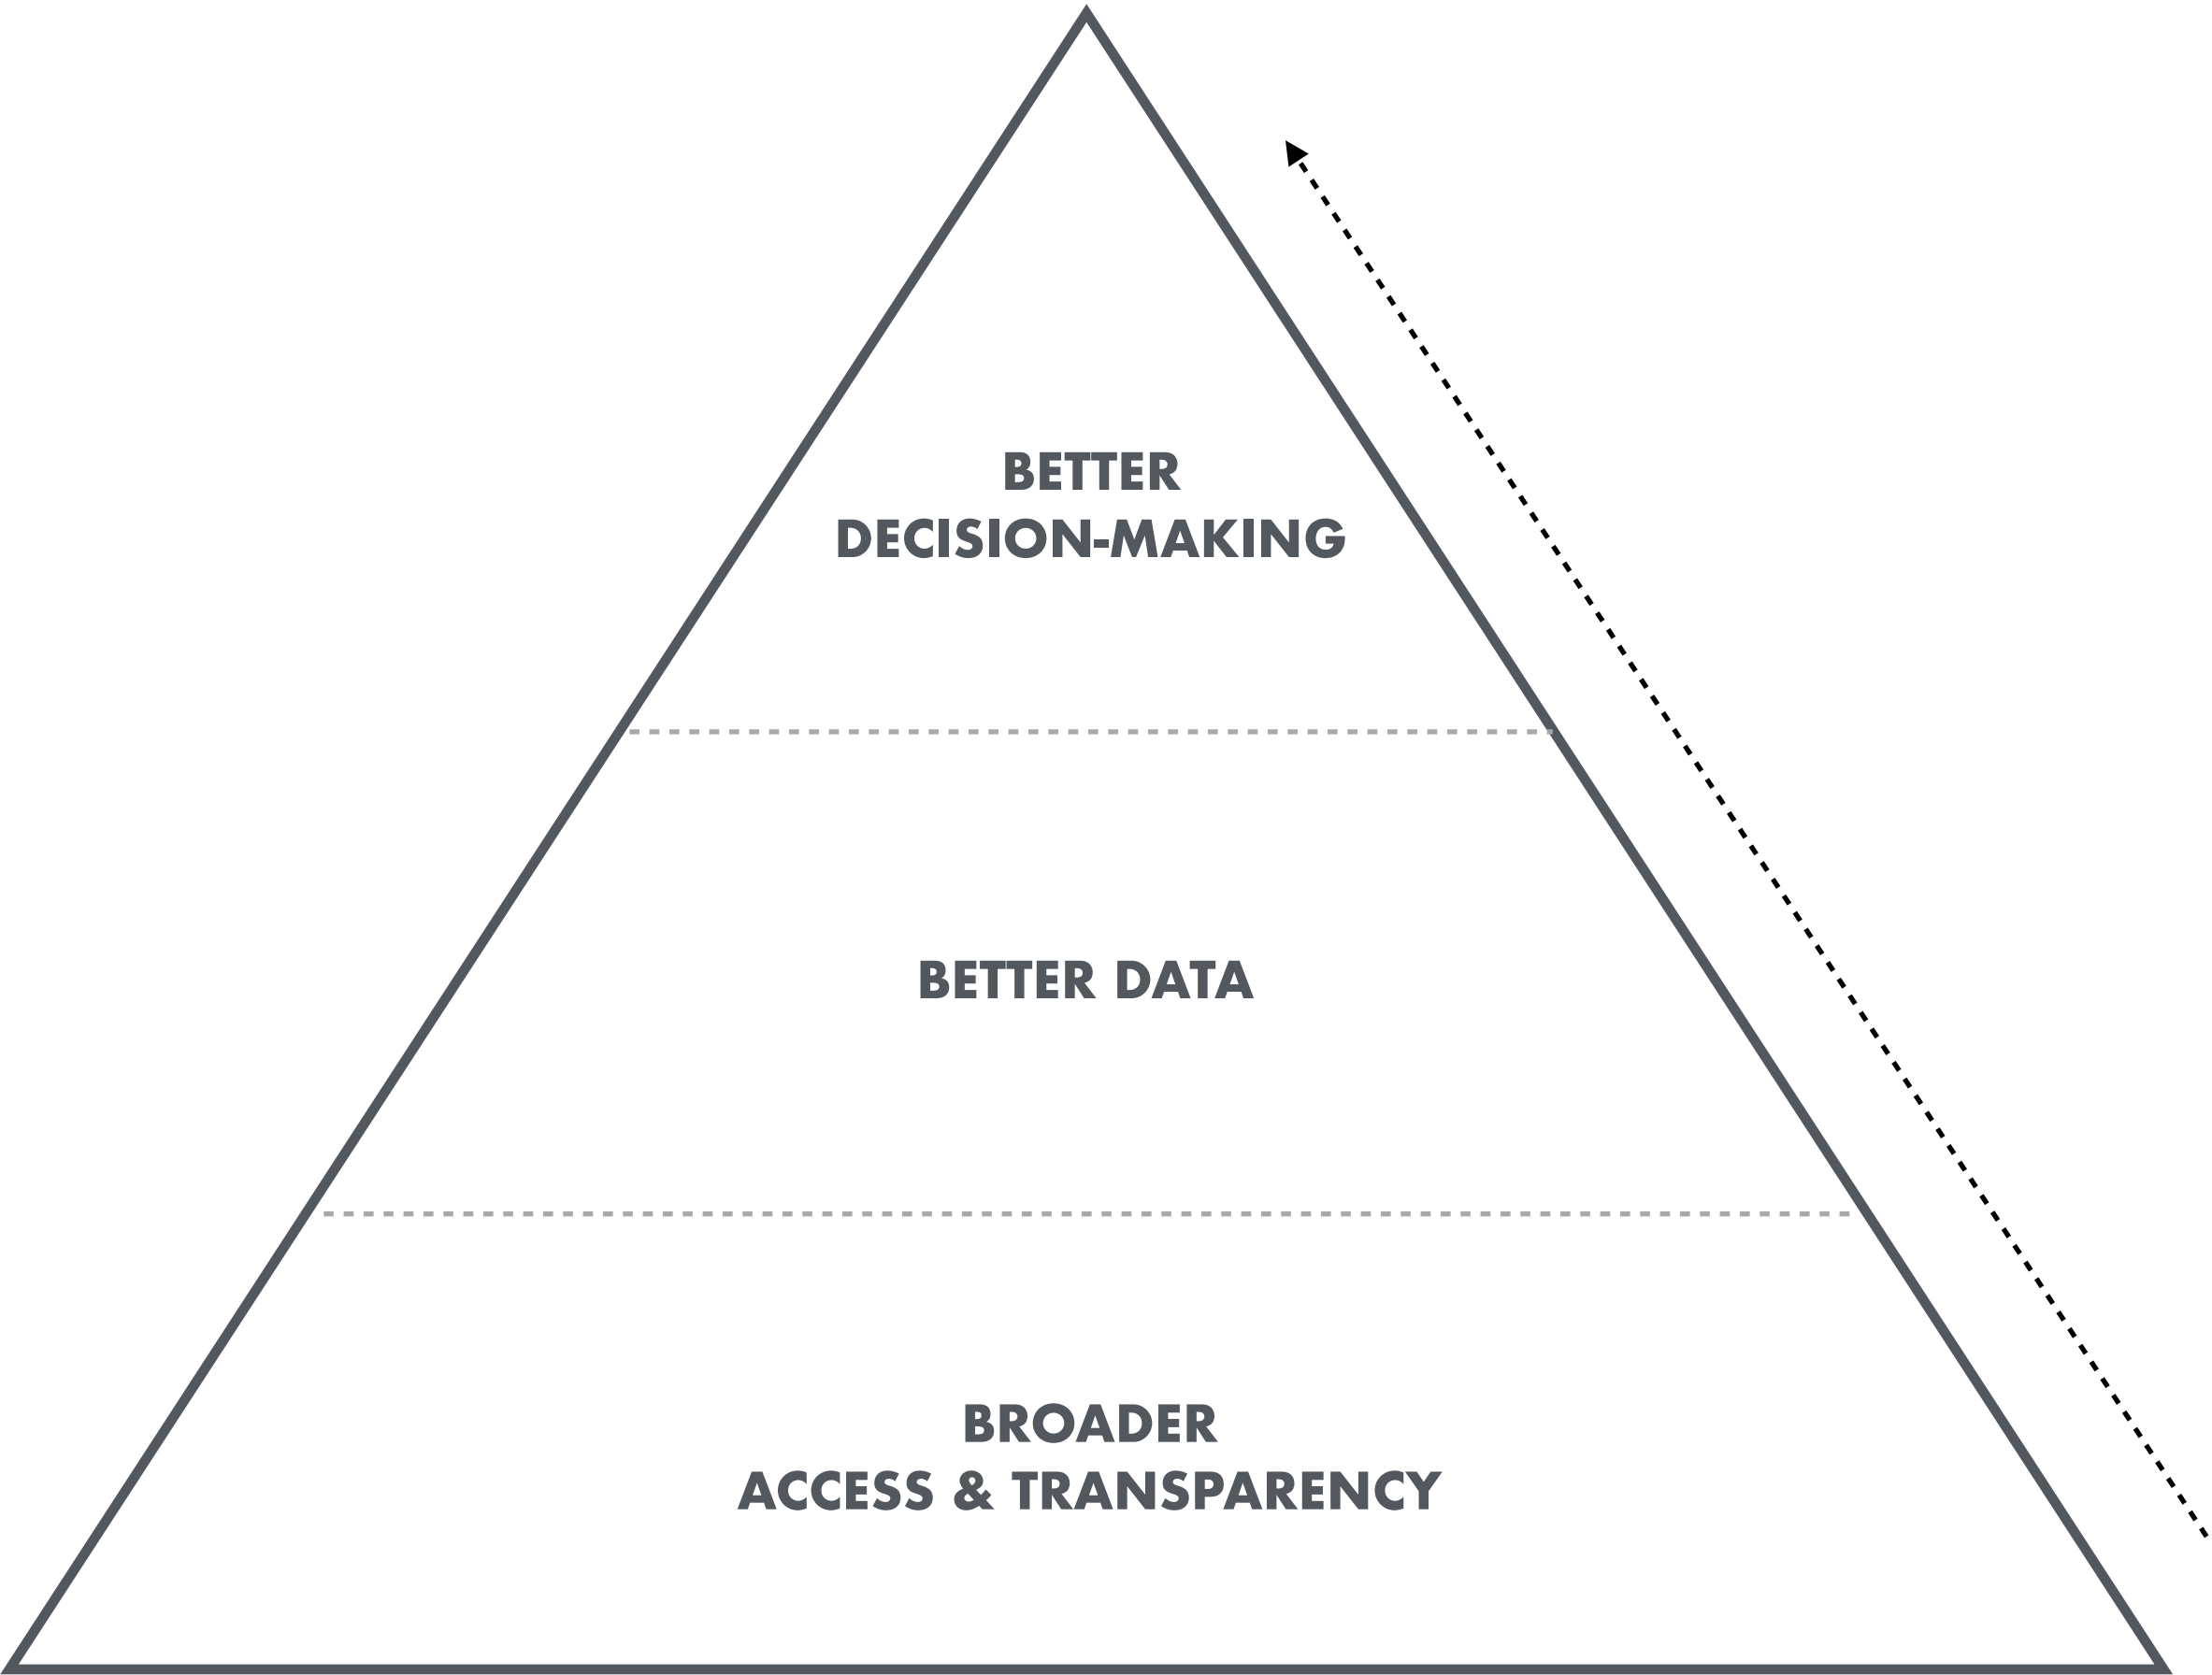 BETTER
DECISION-MAKING
BETTER DATA
BROADER
ACCESS & TRANSPARENCY